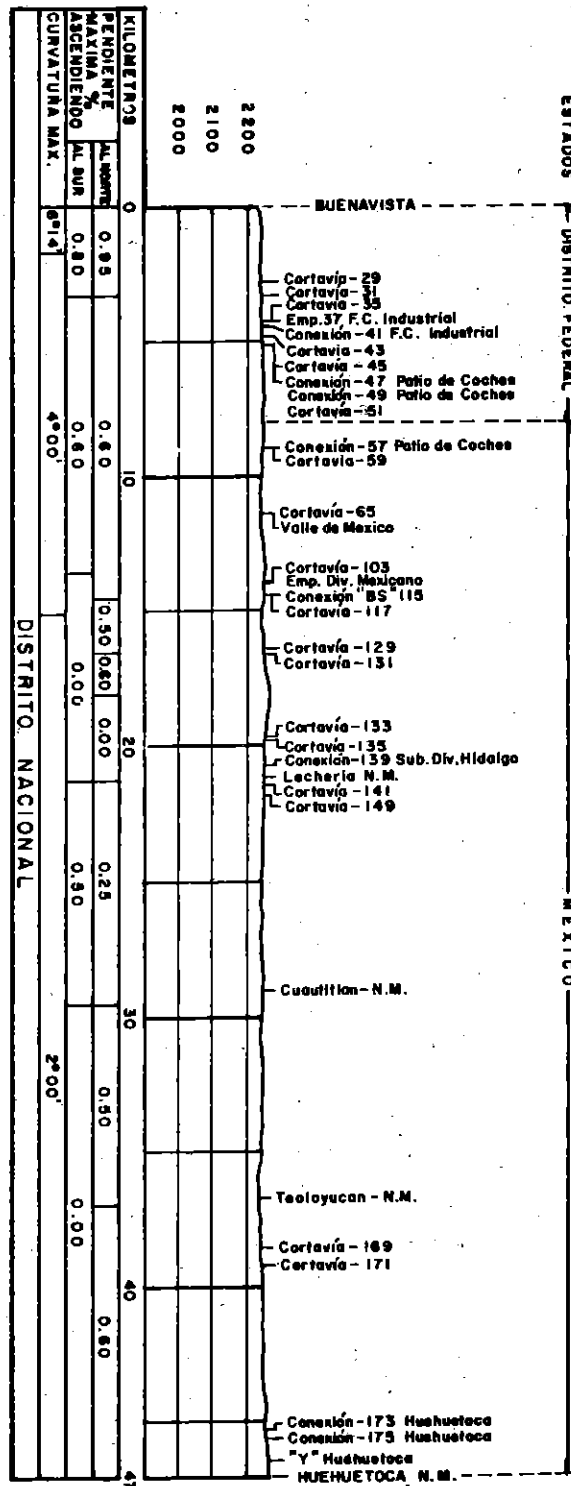 ESTADOS
DISTRITO FEDERAL
MEXICO
BUENAVISTA
Cortavía-29
Cortavía-31
Cortavía-35
Emp.37 F.C. Industrial
Conexión-41 F.C. Industrial
Cortavía-43
Cortavía-45
Conexión-47 Patio de Coches
Conexión-49 Patio de Coches
Cortavía-51
Conexión-57 Patio de Coches
Cortavía-59
Cortavía-65
Valle de Mexico
Cortavía-103
Emp. Div. Mexicano
Conexión "BS" 115
Cortavía-117
Cortavía-129
Cortavía-131
Cortavía-133
Cortavía-135
Conexión-139 Sub.Div.Hidalgo
Lechería N.M.
Cortavía-141
Cortavía-149
Cuautitlan-N.M.
Teoloyucan-N.M.
Cortavía-169
Cortavía-171
Conexión-173 Huehuetoca
Conexión-175 Huehuetoca
"Y" Huehuetoca
HUEHUETOCA N.M.
2200
2100
2000
KILOMETROS 0 10 20 30 40 47
PENDIENTE MAXIMA % ASCENDIENDO
AL NORTE 0.95 0.60 0.50 0.60 0.00 0.25 0.50 0.60
AL SUR 0.80 0.60 0.00 0.50 0.00
CURVATURA MAX. 6°14' 4°00' 2°00'
DISTRITO NACIONAL